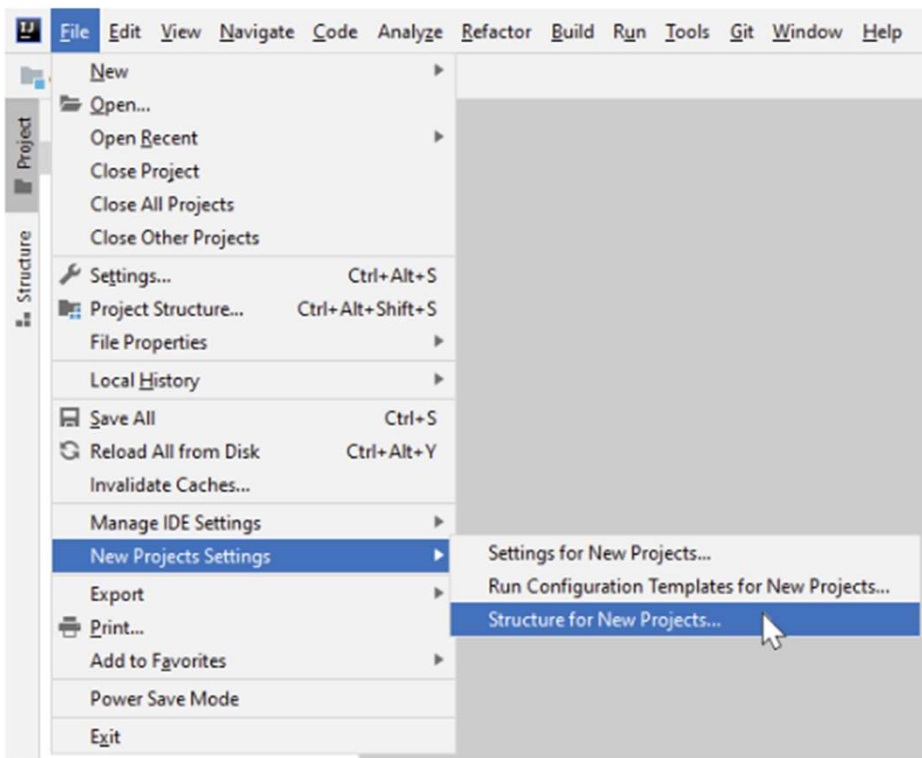 IJ
File Edit View Navigate Code Analyze Refactor Build Run Tools Git Window Help
Project
Structure
New
Open...
Open Recent
Close Project
Close All Projects
Close Other Projects
Settings... Ctrl+Alt+S
Project Structure... Ctrl+Alt+Shift+S
File Properties
Local History
Save All Ctrl+S
Reload All from Disk Ctrl+Alt+Y
Invalidate Caches...
Manage IDE Settings
New Projects Settings
Settings for New Projects...
Run Configuration Templates for New Projects...
Structure for New Projects...
Export
Print...
Add to Favorites
Power Save Mode
Exit